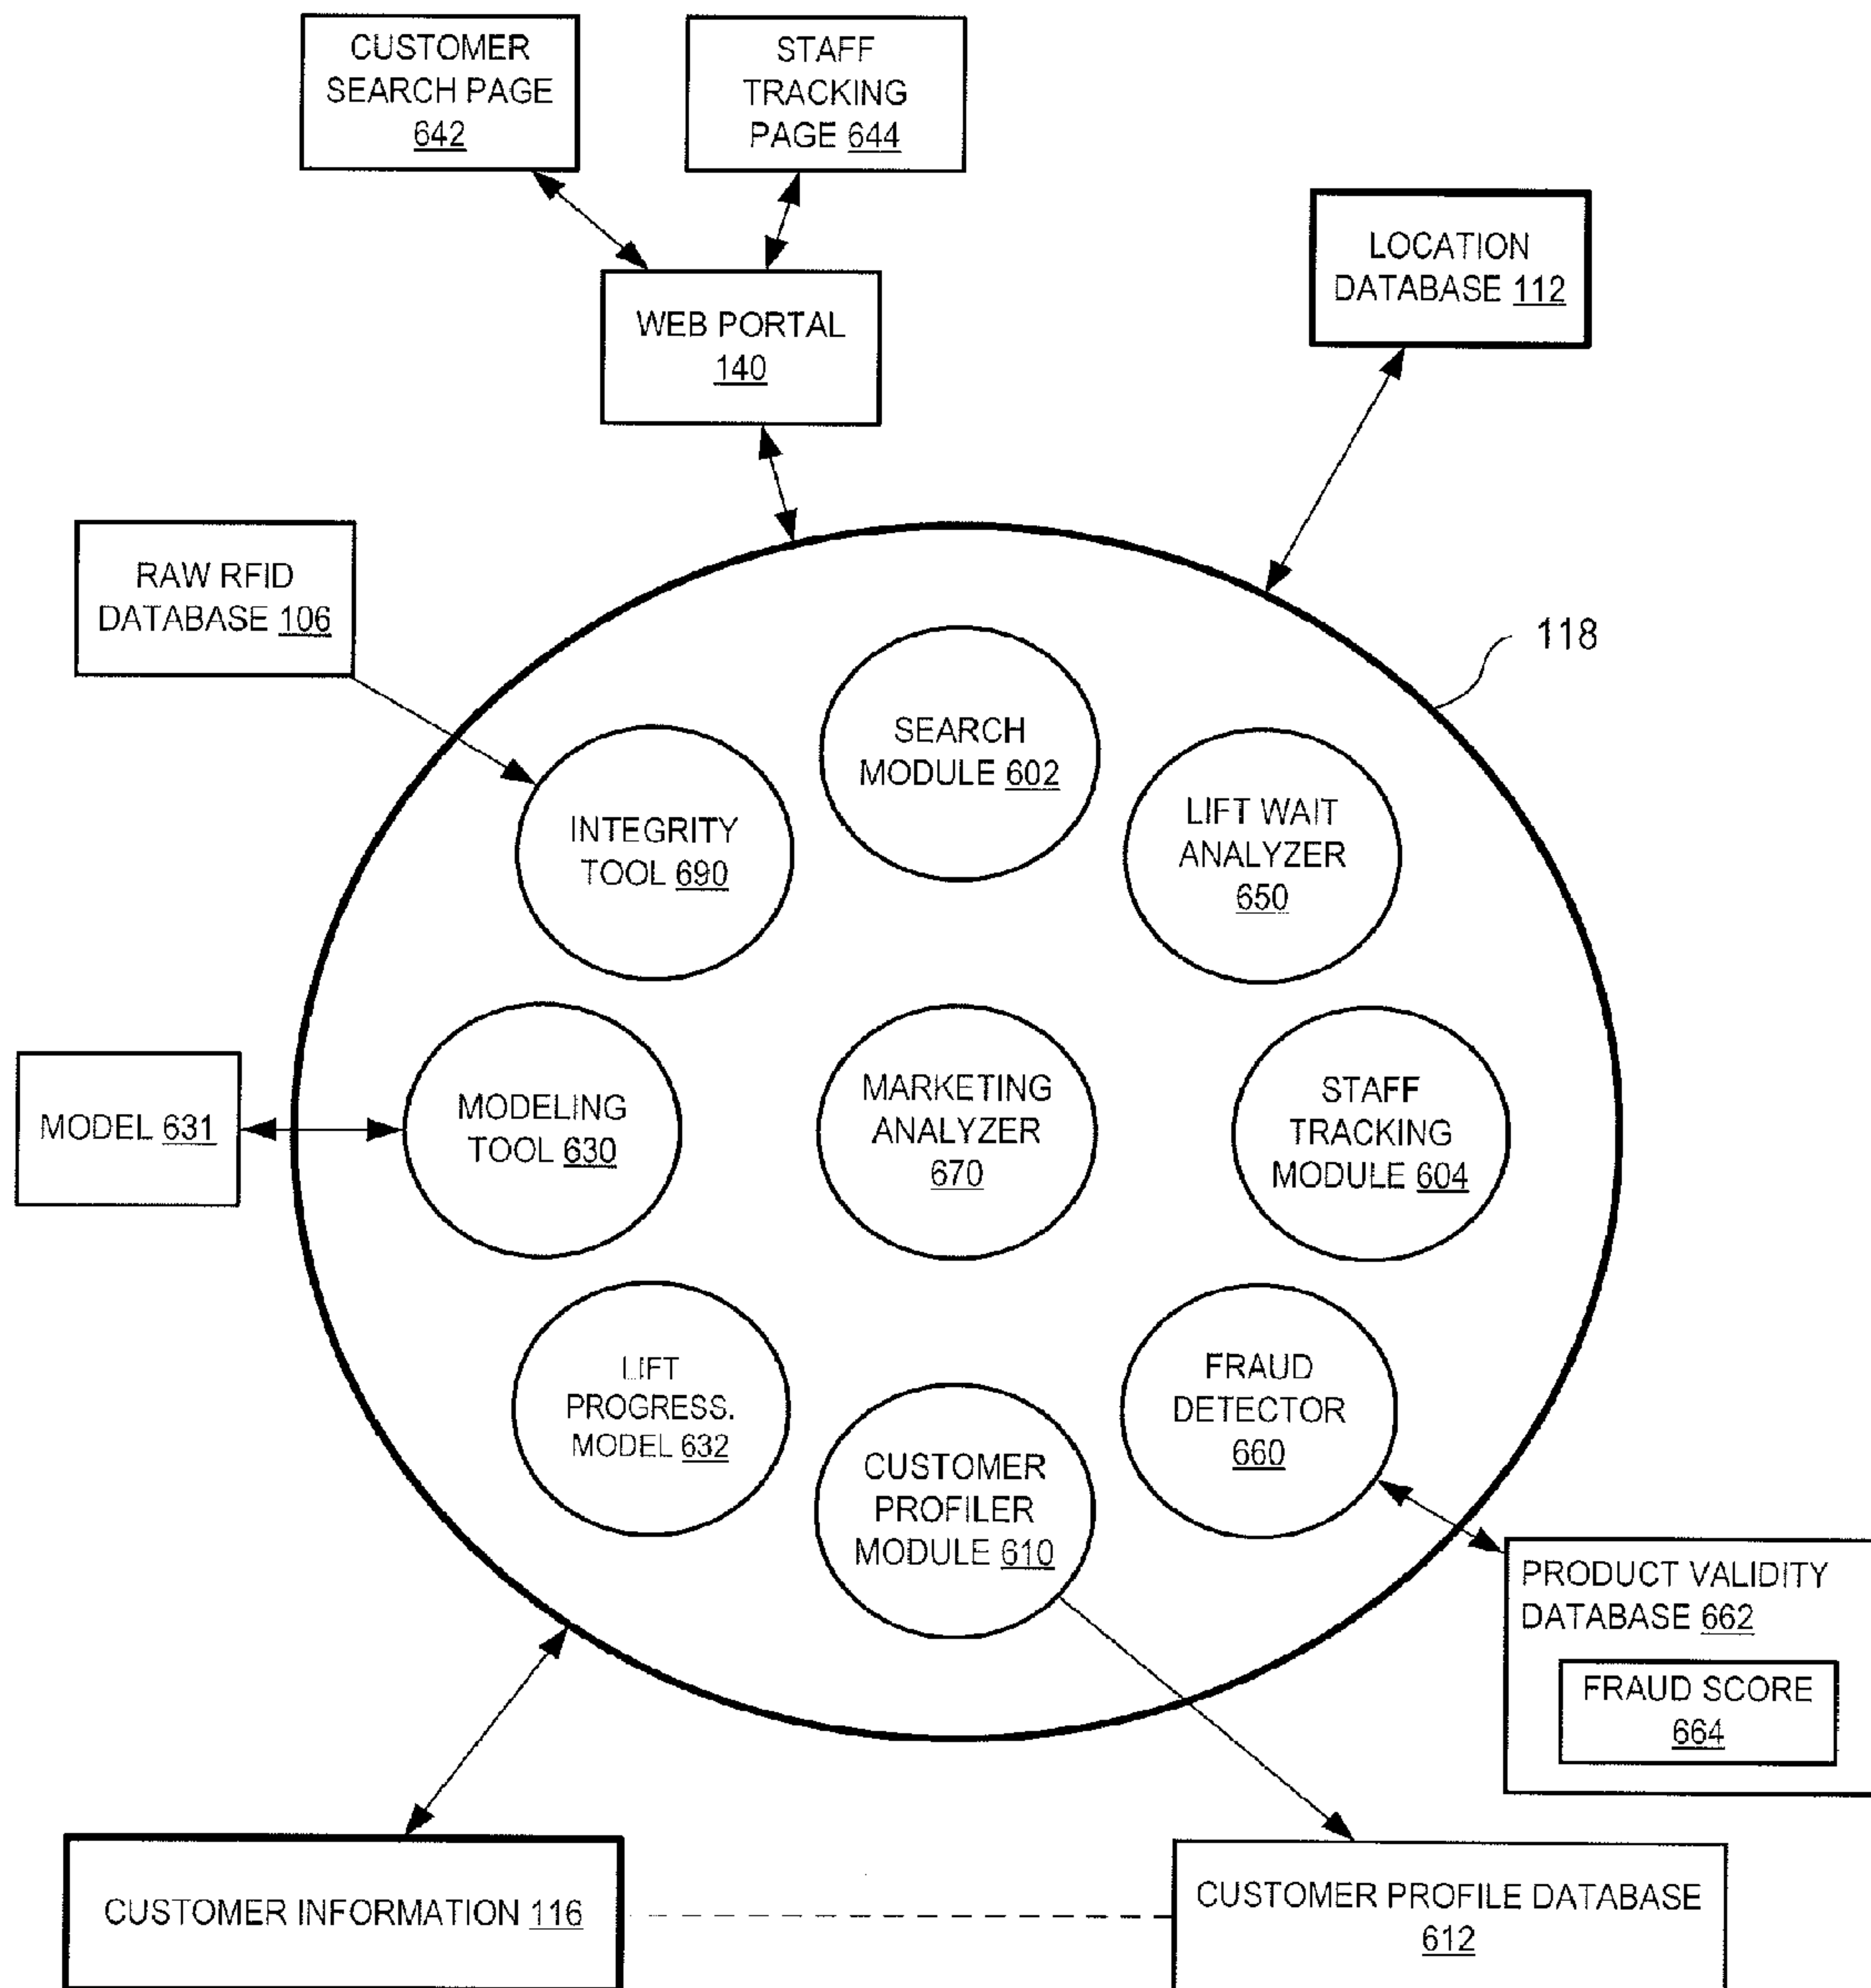 CUSTOMER
SEARCH PAGE
642
STAFF
TRACKING
PAGE 644
LOCATION
DATABASE 112
WEB PORTAL
140
RAW RFID
DATABASE 106
118
SEARCH
MODULE 602
INTEGRITY
TOOL 690
LIFT WAIT
ANALYZER
650
MODEL 631
MODELING
TOOL 630
MARKETING
ANALYZER
670
STAFF
TRACKING
MODULE 604
LIFT
PROGRESS.
MODEL 632
CUSTOMER
PROFILER
MODULE 610
FRAUD
DETECTOR
660
PRODUCT VALIDITY
DATABASE 662
FRAUD SCORE
664
CUSTOMER INFORMATION 116
CUSTOMER PROFILE DATABASE
612